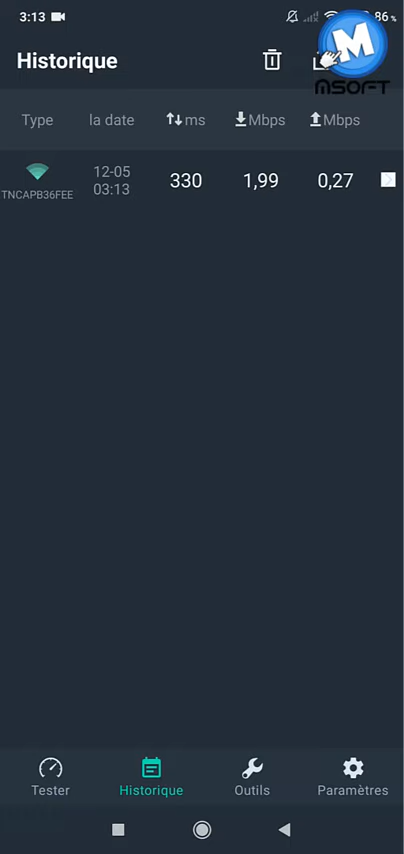 3:13 86%
M
MSOFT
Historique
Type la date ms Mbps Mbps
TNCAPB36FEE 12-05 03:13 330 1,99 0,27
Tester Historique Outils Paramètres